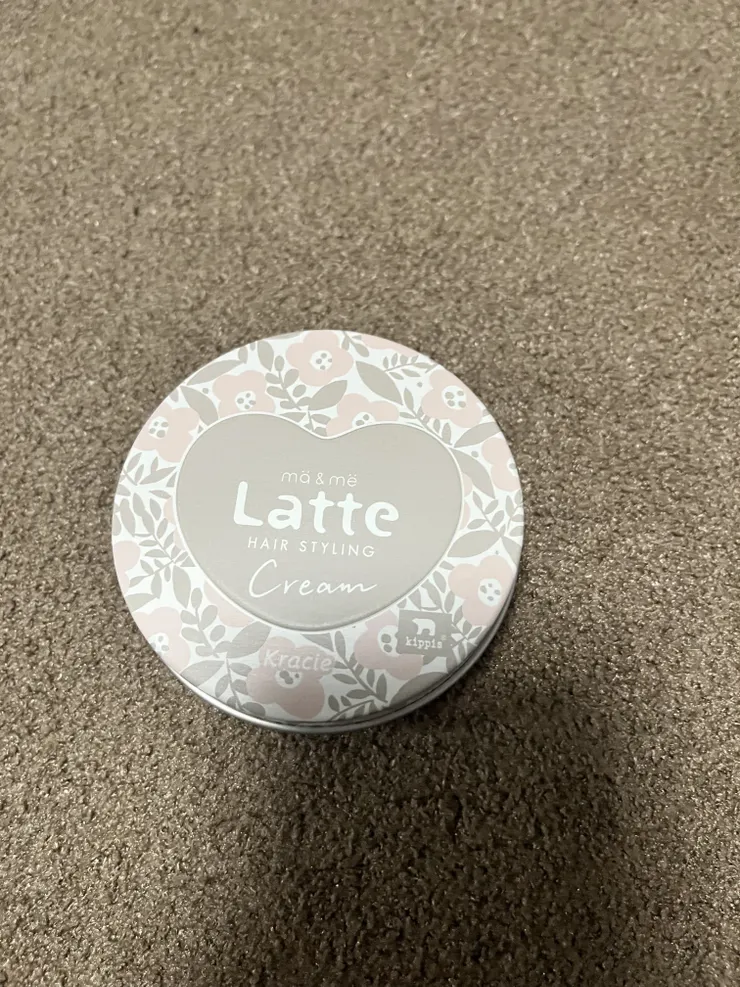 mä & më
Latte
HAIR STYLING
Cream
kippis®
Kracie